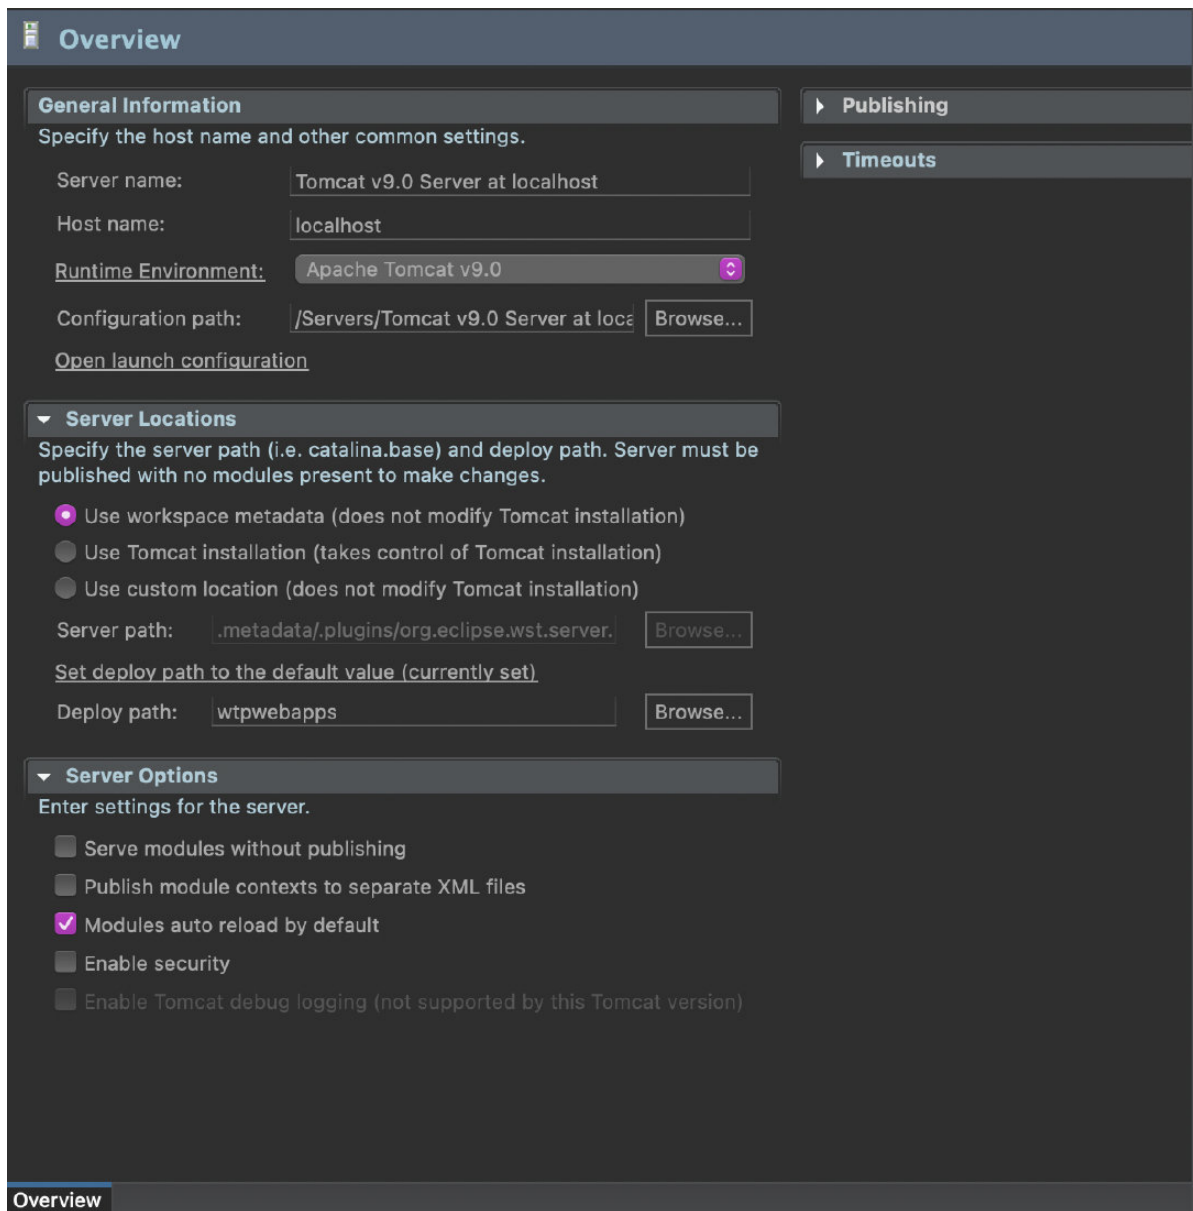 Overview
General Information
Specify the host name and other common settings.
Server name: Tomcat v9.0 Server at localhost
Host name: localhost
Runtime Environment: Apache Tomcat v9.0
Configuration path: /Servers/Tomcat v9.0 Server at loca Browse...
Open launch configuration
Server Locations
Specify the server path (i.e. catalina.base) and deploy path. Server must be
published with no modules present to make changes.
Use workspace metadata (does not modify Tomcat installation)
Use Tomcat installation (takes control of Tomcat installation)
Use custom location (does not modify Tomcat installation)
Server path: .metadata/.plugins/org.eclipse.wst.server. Browse...
Set deploy path to the default value (currently set)
Deploy path: wtpwebapps Browse...
Server Options
Enter settings for the server.
Serve modules without publishing
Publish module contexts to separate XML files
Modules auto reload by default
Enable security
Enable Tomcat debug logging (not supported by this Tomcat version)
Publishing
Timeouts
Overview